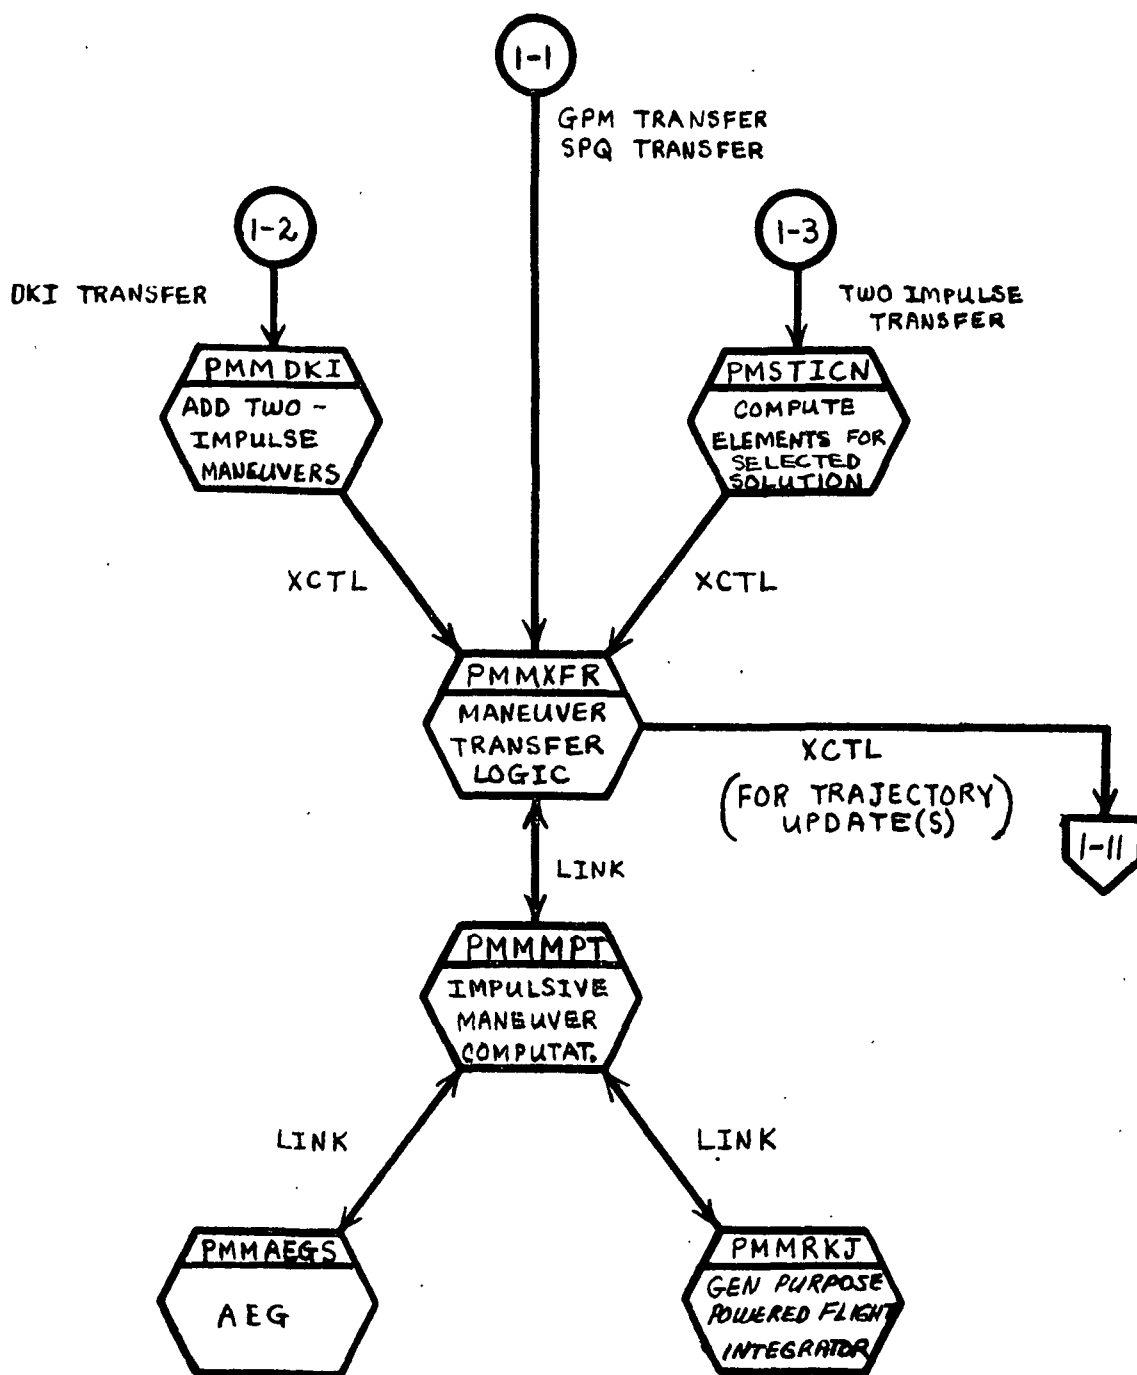 1-1
GPM TRANSFER
SPQ TRANSFER
1-2
1-3
DKI TRANSFER
TWO IMPULSE
TRANSFER
PMMDKI
ADD TWO-
IMPULSE
MANEUVERS
PMSTICN
COMPUTE
ELEMENTS FOR
SELECTED
SOLUTION
XCTL
XCTL
PMMXFR
MANEUVER
TRANSFER
LOGIC
XCTL
(FOR TRAJECTORY
UPDATE(S))
1-11
LINK
PMMMPT
IMPULSIVE
MANEUVER
COMPUTAT.
LINK
LINK
PMMAEGS
AEG
PMMRKJ
GEN PURPOSE
POWERED FLIGHT
INTEGRATOR